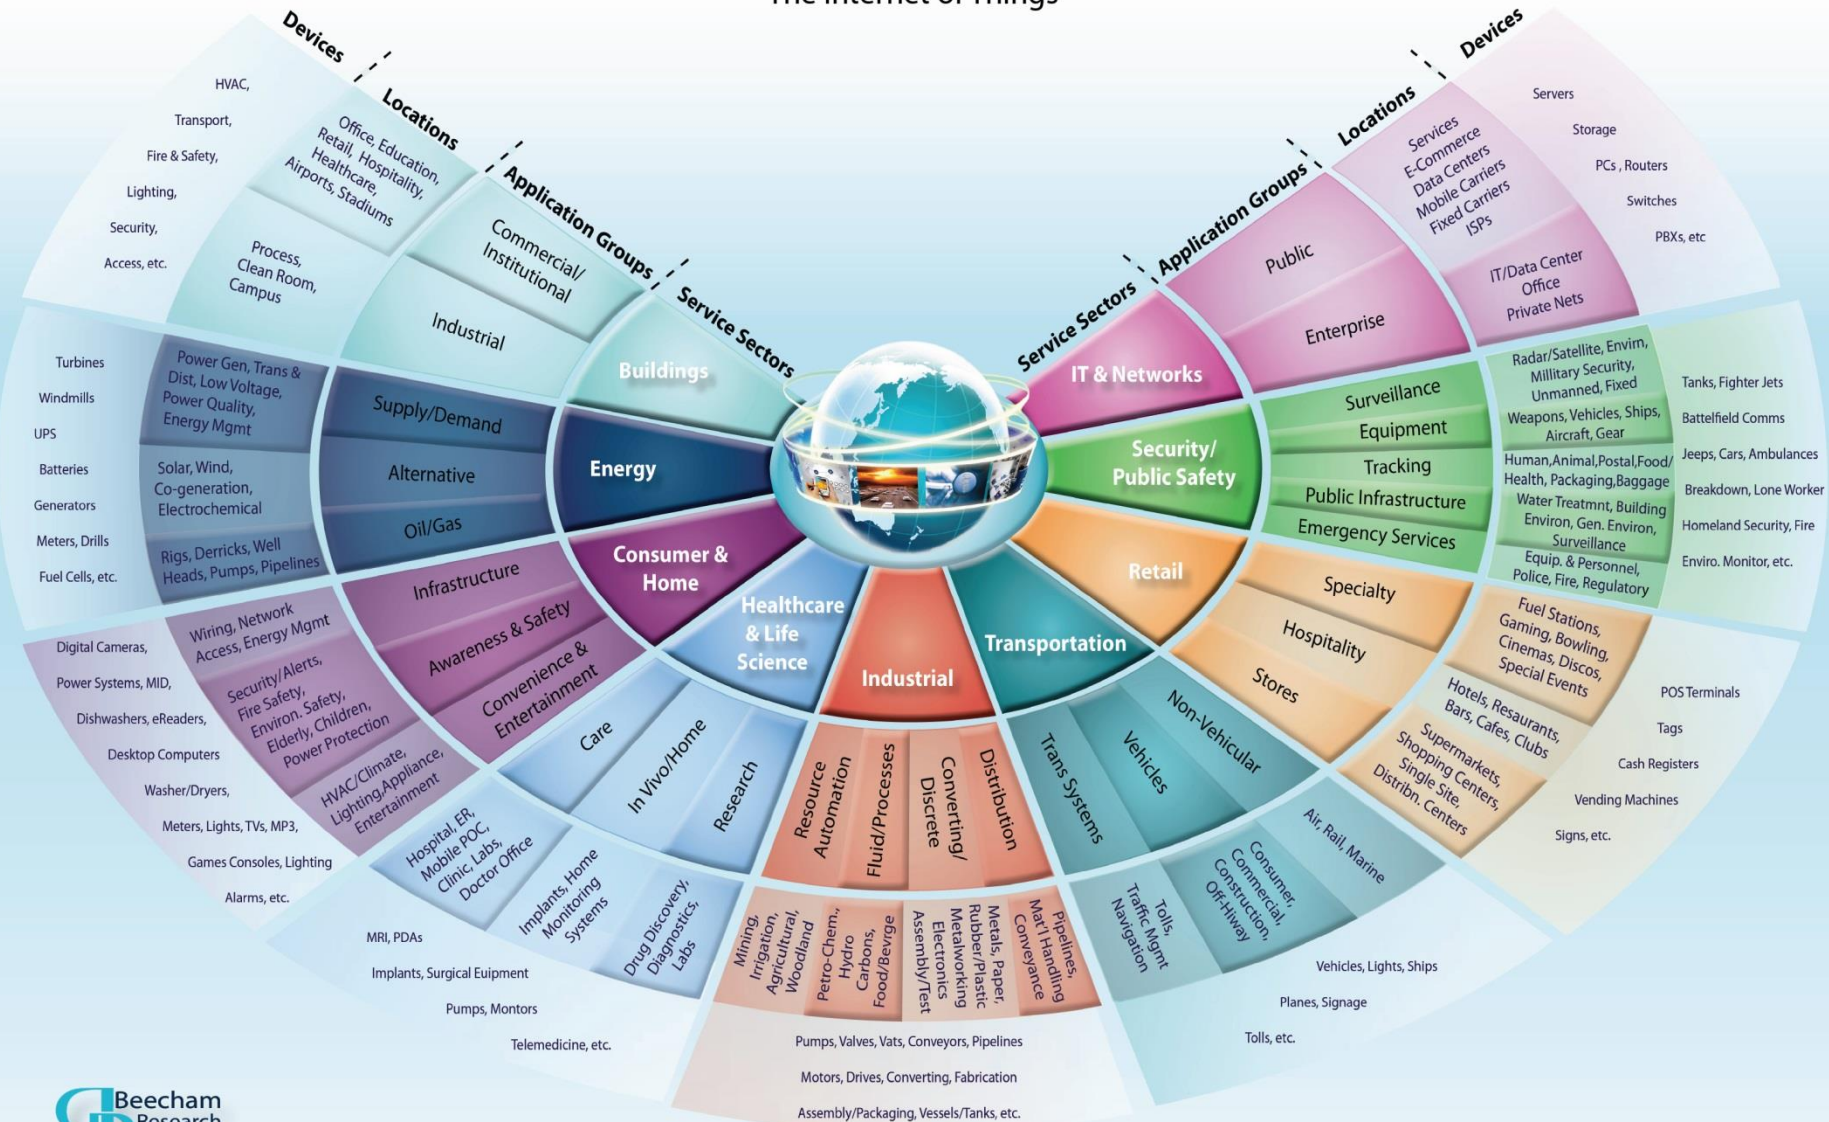 The Internet of Things
Devices
Locations
Application Groups
Service Sectors
Service Sectors
Application Groups
Locations
Devices
HVAC,
Transport,
Fire & Safety,
Lighting,
Security,
Access, etc.
Office, Education,
Retail, Hospitality,
Healthcare,
Airports, Stadiums
Process,
Clean Room,
Campus
Commercial/
Institutional
Industrial
Buildings
Turbines
Windmills
UPS
Batteries
Generators
Meters, Drills
Fuel Cells, etc.
Power Gen, Trans &
Dist, Low Voltage,
Power Quality,
Energy Mgmt
Solar, Wind,
Co-generation,
Electrochemical
Rigs, Derricks, Well
Heads, Pumps, Pipelines
Supply/Demand
Alternative
Oil/Gas
Energy
Digital Cameras,
Power Systems, MID,
Dishwashers, eReaders,
Desktop Computers
Washer/Dryers,
Meters, Lights, TVs, MP3,
Games Consoles, Lighting
Alarms, etc.
Wiring, Network
Access, Energy Mgmt
Security/Alerts,
Fire Safety,
Environ. Safety,
Elderly, Children,
Power Protection
HVAC/Climate,
Lighting,Appliance,
Entertainment
Infrastructure
Awareness & Safety
Convenience &
Entertainment
Consumer &
Home
MRI, PDAs
Implants, Surgical Euipment
Pumps, Montors
Telemedicine, etc.
Hospital, ER,
Mobile POC,
Clinic, Labs,
Doctor Office
Implants, Home
Monitoring
Systems
Drug Discovery,
Diagnostics,
Labs
Care
In Vivo/Home
Research
Healthcare
& Life
Science
Industrial
Resource
Automation
Fluid/Processes
Converting/
Discrete
Distribution
Mining,
Irrigation,
Agricultural,
Woodland
Petro-Chem.,
Hydro
Carbons,
Food/Bevrge
Metals, Paper,
Rubber/Plastic
Metalworking
Electronics
Assembly/Test
Pipelines,
Mat'l Handling
Conveyance
Pumps, Valves, Vats, Conveyors, Pipelines
Motors, Drives, Converting, Fabrication
Assembly/Packaging, Vessels/Tanks, etc.
Transportation
Trans Systems
Vehicles
Non-Vehicular
Tolls,
Traffic Mgmt
Navigation
Consumer,
Commercial,
Construction,
Off-Hiway
Air, Rail, Marine
Vehicles, Lights, Ships
Planes, Signage
Tolls, etc.
Retail
Specialty
Hospitality
Stores
Fuel Stations,
Gaming, Bowling,
Cinemas, Discos,
Special Events
Hotels, Resaurants,
Bars, Cafes, Clubs
Supermarkets,
Shopping Centers,
Single Site,
Distribn. Centers
POS Terminals
Tags
Cash Registers
Vending Machines
Signs, etc.
Security/
Public Safety
Surveillance
Equipment
Tracking
Public Infrastructure
Emergency Services
Radar/Satellite, Envirn,
Millitary Security,
Unmanned, Fixed
Weapons, Vehicles, Ships,
Aircraft, Gear
Human,Animal,Postal,Food/
Health, Packaging,Baggage
Water Treatmnt, Building
Environ, Gen. Environ,
Surveillance
Equip. & Personnel,
Police, Fire, Regulatory
Tanks, Fighter Jets
Battelfield Comms
Jeeps, Cars, Ambulances
Breakdown, Lone Worker
Homeland Security, Fire
Enviro. Monitor, etc.
IT & Networks
Public
Enterprise
Services
E-Commerce
Data Centers
Mobile Carriers
Fixed Carriers
ISPs
IT/Data Center
Office
Private Nets
Servers
Storage
PCs , Routers
Switches
PBXs, etc
Beecham
Research